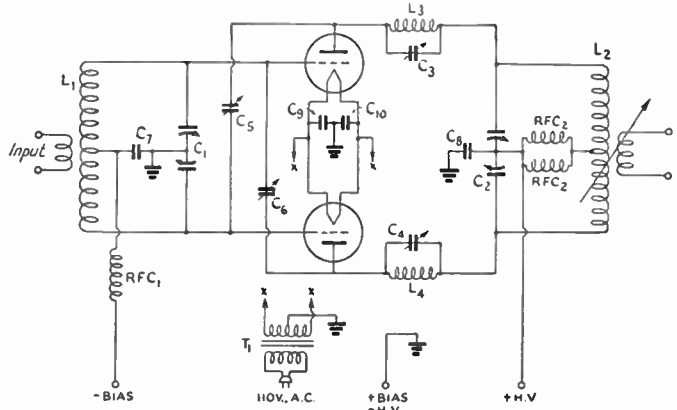 L3
L1
L2
C3
C9
C10
C7
C5
C8
RFC2
Input
C1
C2
RFC2
C6
C4
RFC1
L4
x
x
x
x
T1
-BIAS
110V., A.C.
+BIAS
+H.V
-H.V